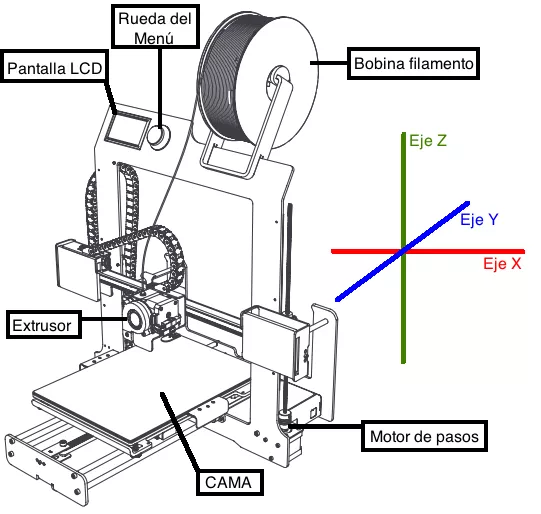 Rueda del
Menú
Pantalla LCD
Bobina filamento
Eje Z
Eje Y
Eje X
Extrusor
Motor de pasos
CAMA